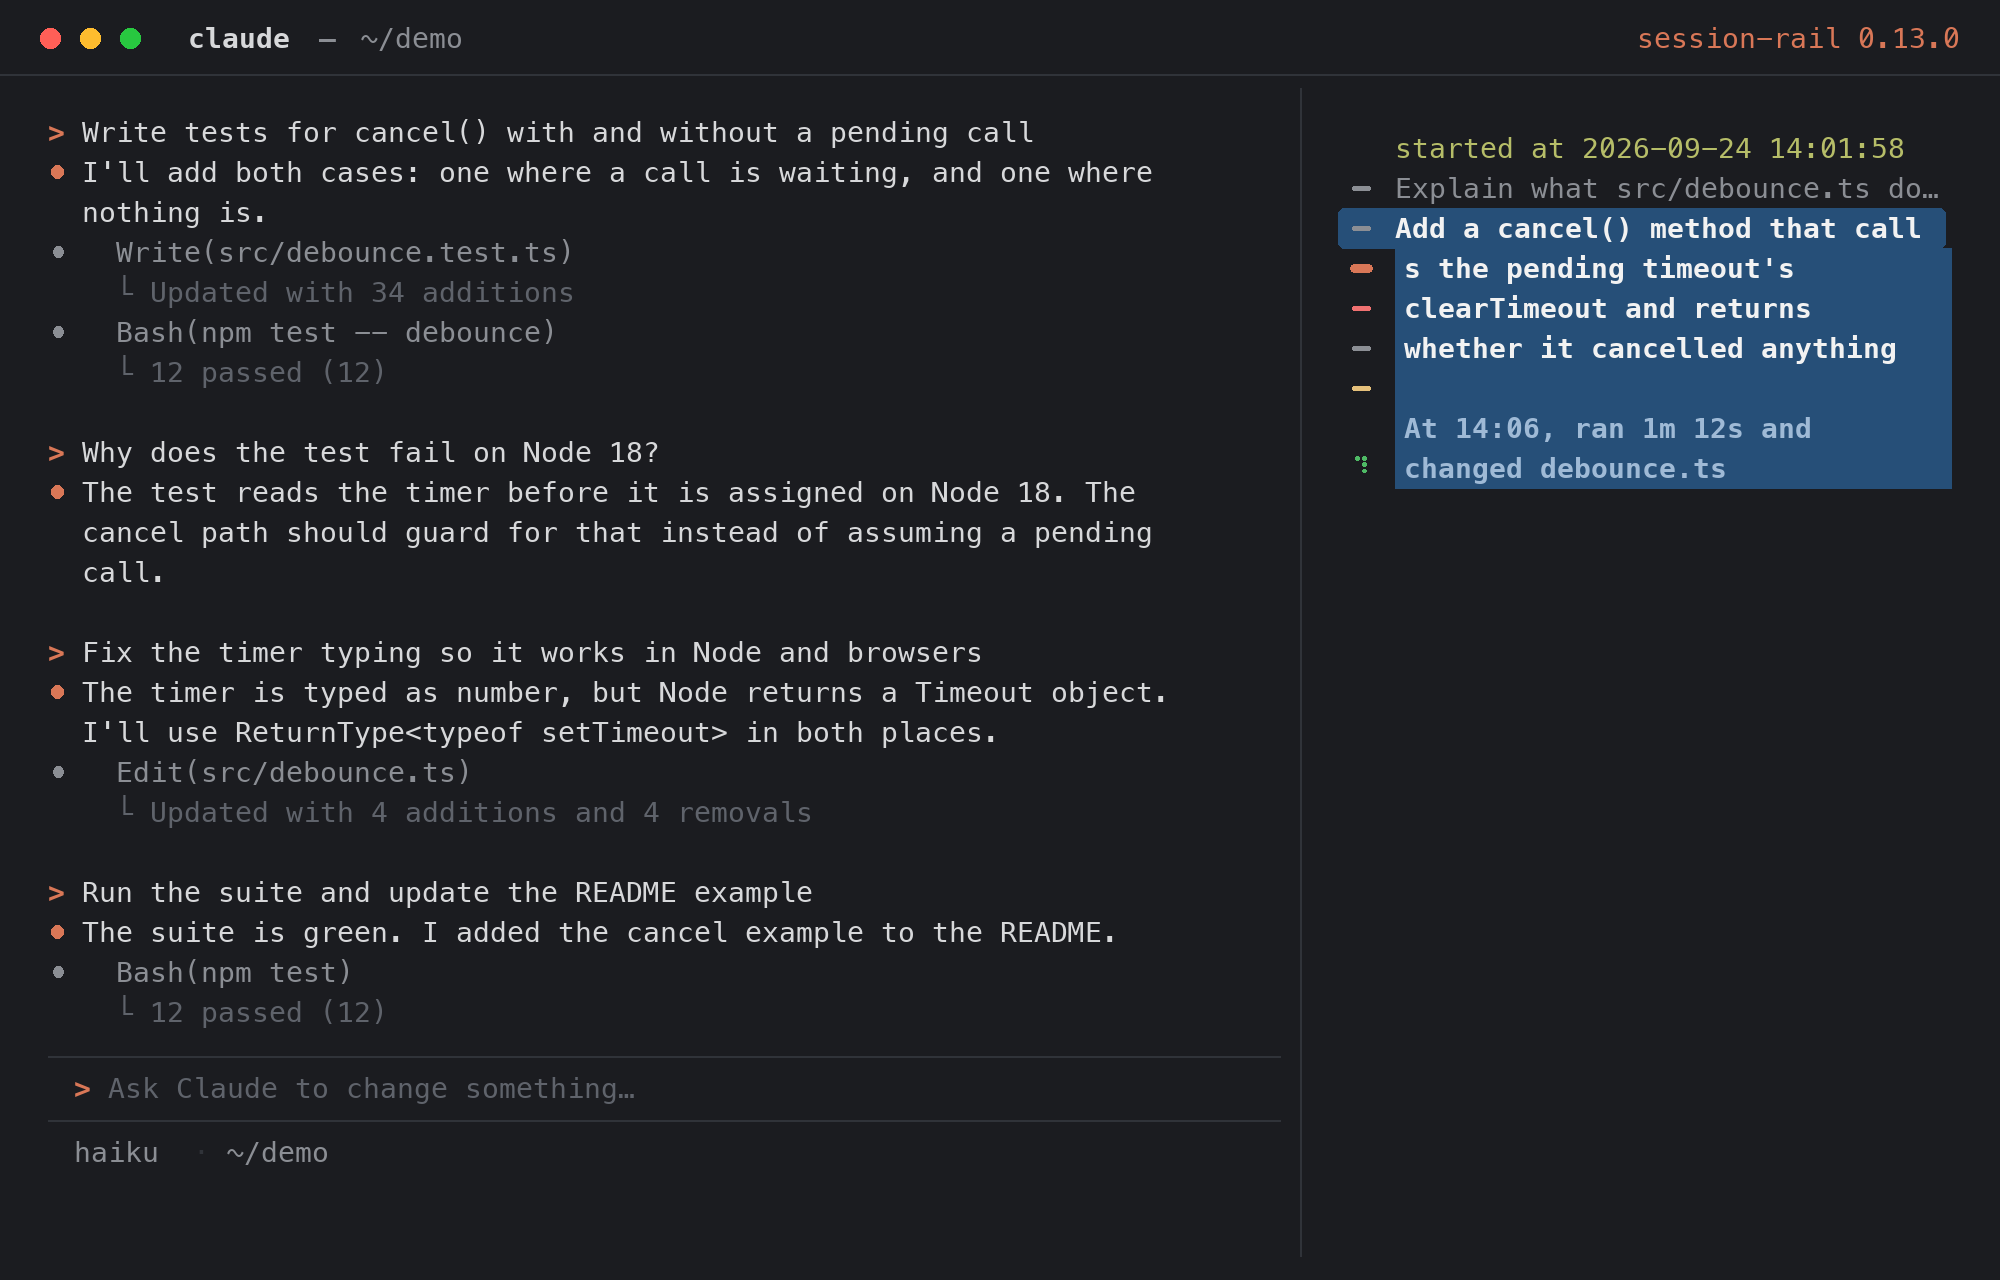 claude — ~/demo
session-rail 0.13.0
> Write tests for cancel() with and without a pending call
● I'll add both cases: one where a call is waiting, and one where
nothing is.
● Write(src/debounce.test.ts)
└ Updated with 34 additions
● Bash(npm test -- debounce)
└ 12 passed (12)
> Why does the test fail on Node 18?
● The test reads the timer before it is assigned on Node 18. The
cancel path should guard for that instead of assuming a pending
call.
> Fix the timer typing so it works in Node and browsers
● The timer is typed as number, but Node returns a Timeout object.
I'll use ReturnType<typeof setTimeout> in both places.
● Edit(src/debounce.ts)
└ Updated with 4 additions and 4 removals
> Run the suite and update the README example
● The suite is green. I added the cancel example to the README.
● Bash(npm test)
└ 12 passed (12)
> Ask Claude to change something…
haiku · ~/demo
started at 2026-09-24 14:01:58
Explain what src/debounce.ts do…
Add a cancel() method that call
s the pending timeout's
clearTimeout and returns
whether it cancelled anything
At 14:06, ran 1m 12s and
changed debounce.ts